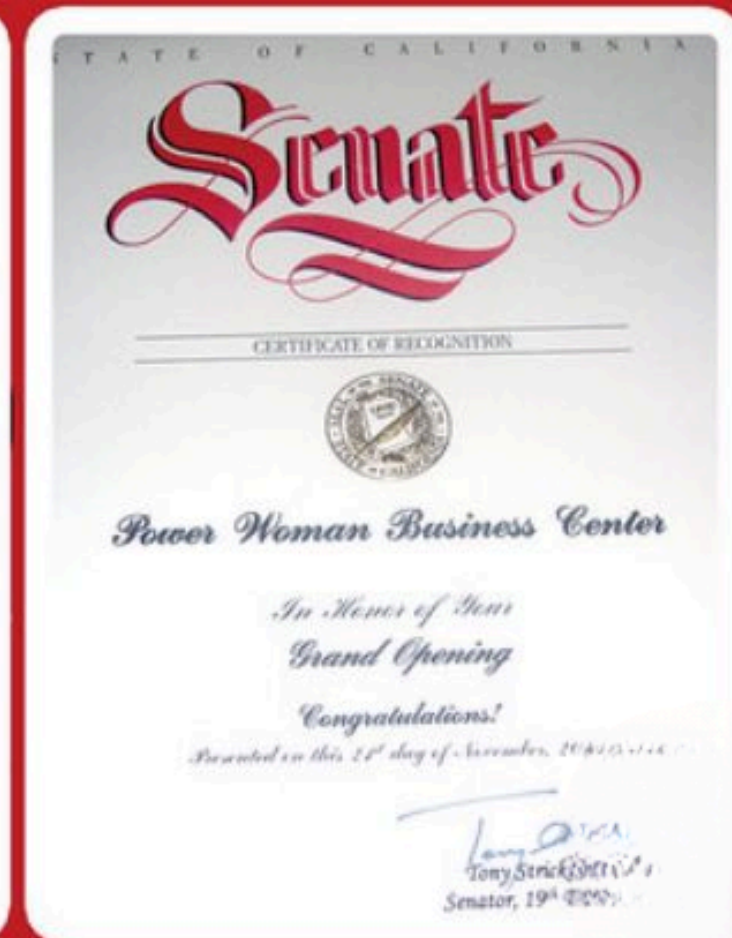 STATE OF CALIFORNIA
Senate
CERTIFICATE OF RECOGNITION
Power Woman Business Center
In Honor of Your
Grand Opening
Congratulations!
Presented on this day of November,
Tony
Senator, 19th